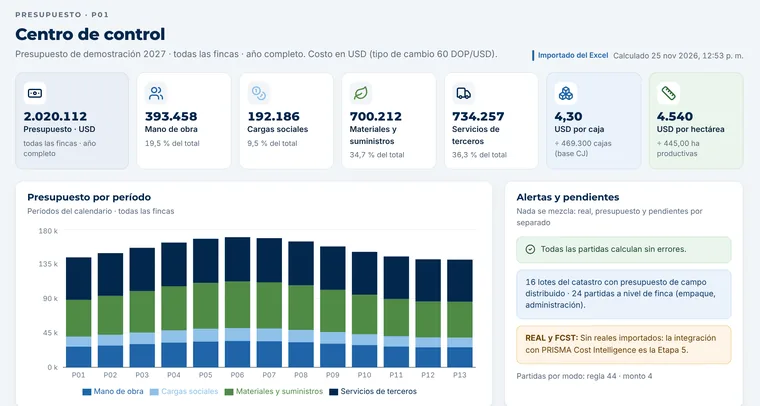 PRESUPUESTO · P01
Centro de control
Presupuesto de demostración 2027 · todas las fincas · año completo. Costo en USD (tipo de cambio 60 DOP/USD).
Importado del Excel Calculado 25 nov 2026, 12:53 p. m.
2.020.112
Presupuesto · USD
todas las fincas · año
completo
393.458
Mano de obra
19,5 % del total
192.186
Cargas sociales
9,5 % del total
700.212
Materiales y
suministros
34,7 % del total
734.257
Servicios de
terceros
36,3 % del total
4,30
USD por caja
÷ 469.300 cajas
(base CJ)
4.540
USD por hectárea
÷ 445,00 ha
productivas
Presupuesto por período
Períodos del calendario · todas las fincas
180 k
135 k
90 k
45 k
0 k
P01 P02 P03 P04 P05 P06 P07 P08 P09 P10 P11 P12 P13
Mano de obra Cargas sociales Materiales y suministros Servicios de terceros
Alertas y pendientes
Nada se mezcla: real, presupuesto y pendientes por
separado
Todas las partidas calculan sin errores.
16 lotes del catastro con presupuesto de campo
distribuido · 24 partidas a nivel de finca (empaque,
administración).
REAL y FCST: Sin reales importados: la integración
con PRISMA Cost Intelligence es la Etapa 5.
Partidas por modo: regla 44 · monto 4